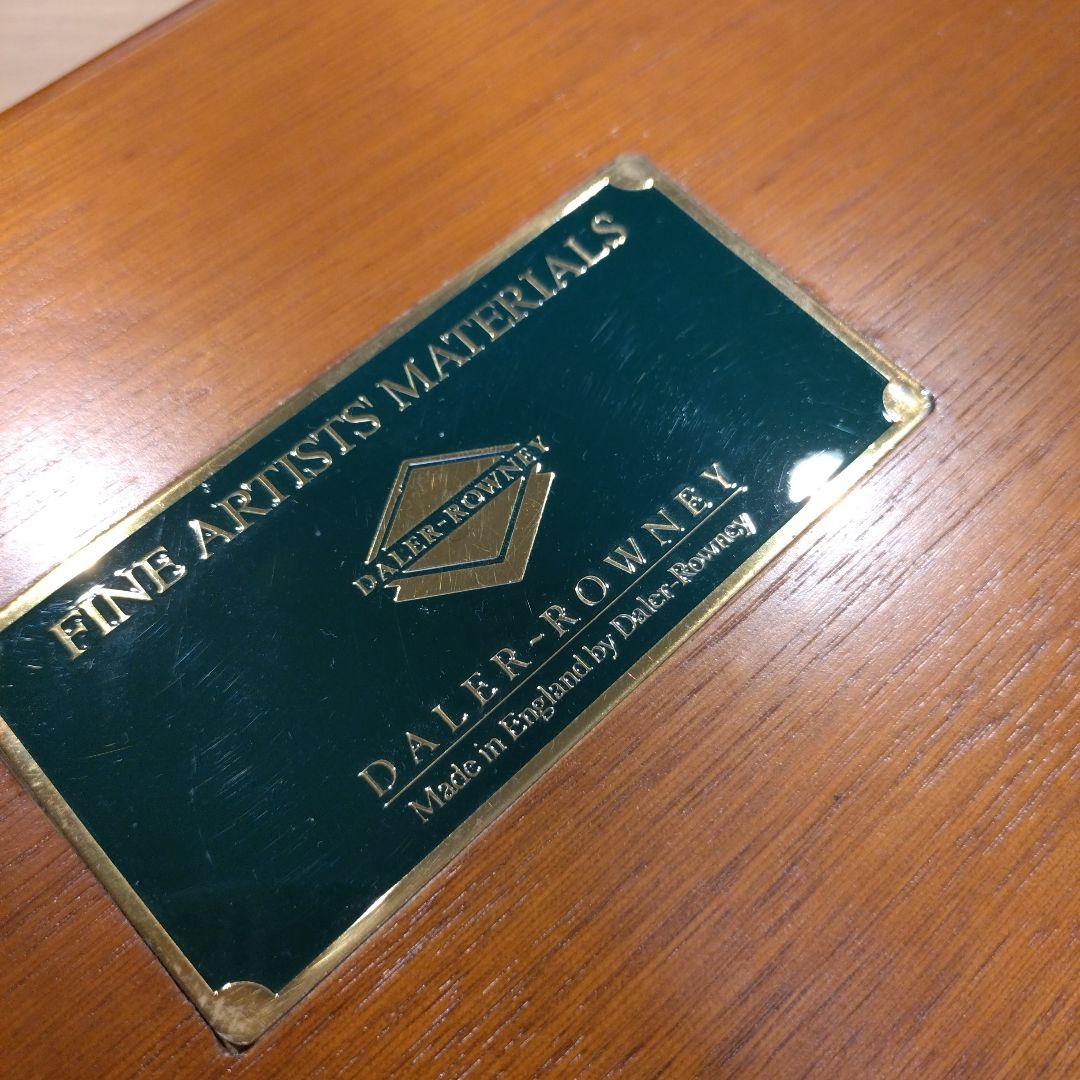 FINE ARTISTS' MATERIALS
DALER-ROWNEY
DALER-ROWNEY
Made in England by Daler-Rowney